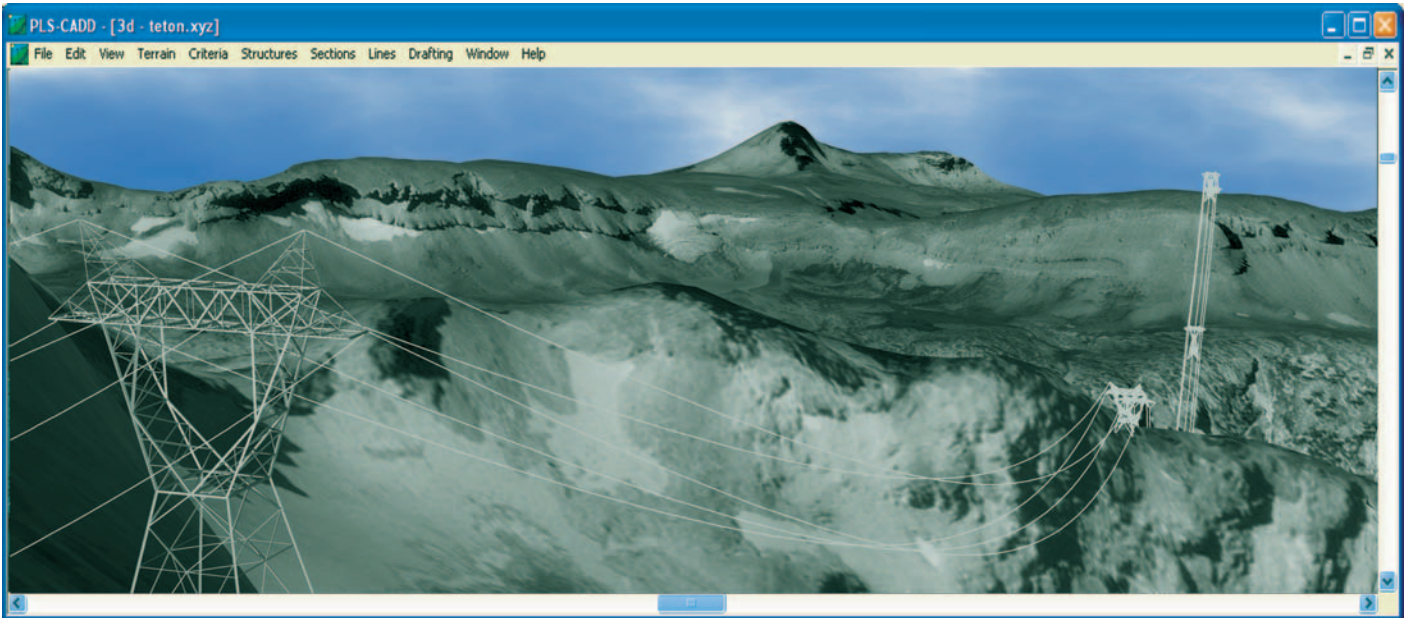 PLS-CADD - [3d - teton.xyz]
File Edit View Terrain Criteria Structures Sections Lines Drafting Window Help